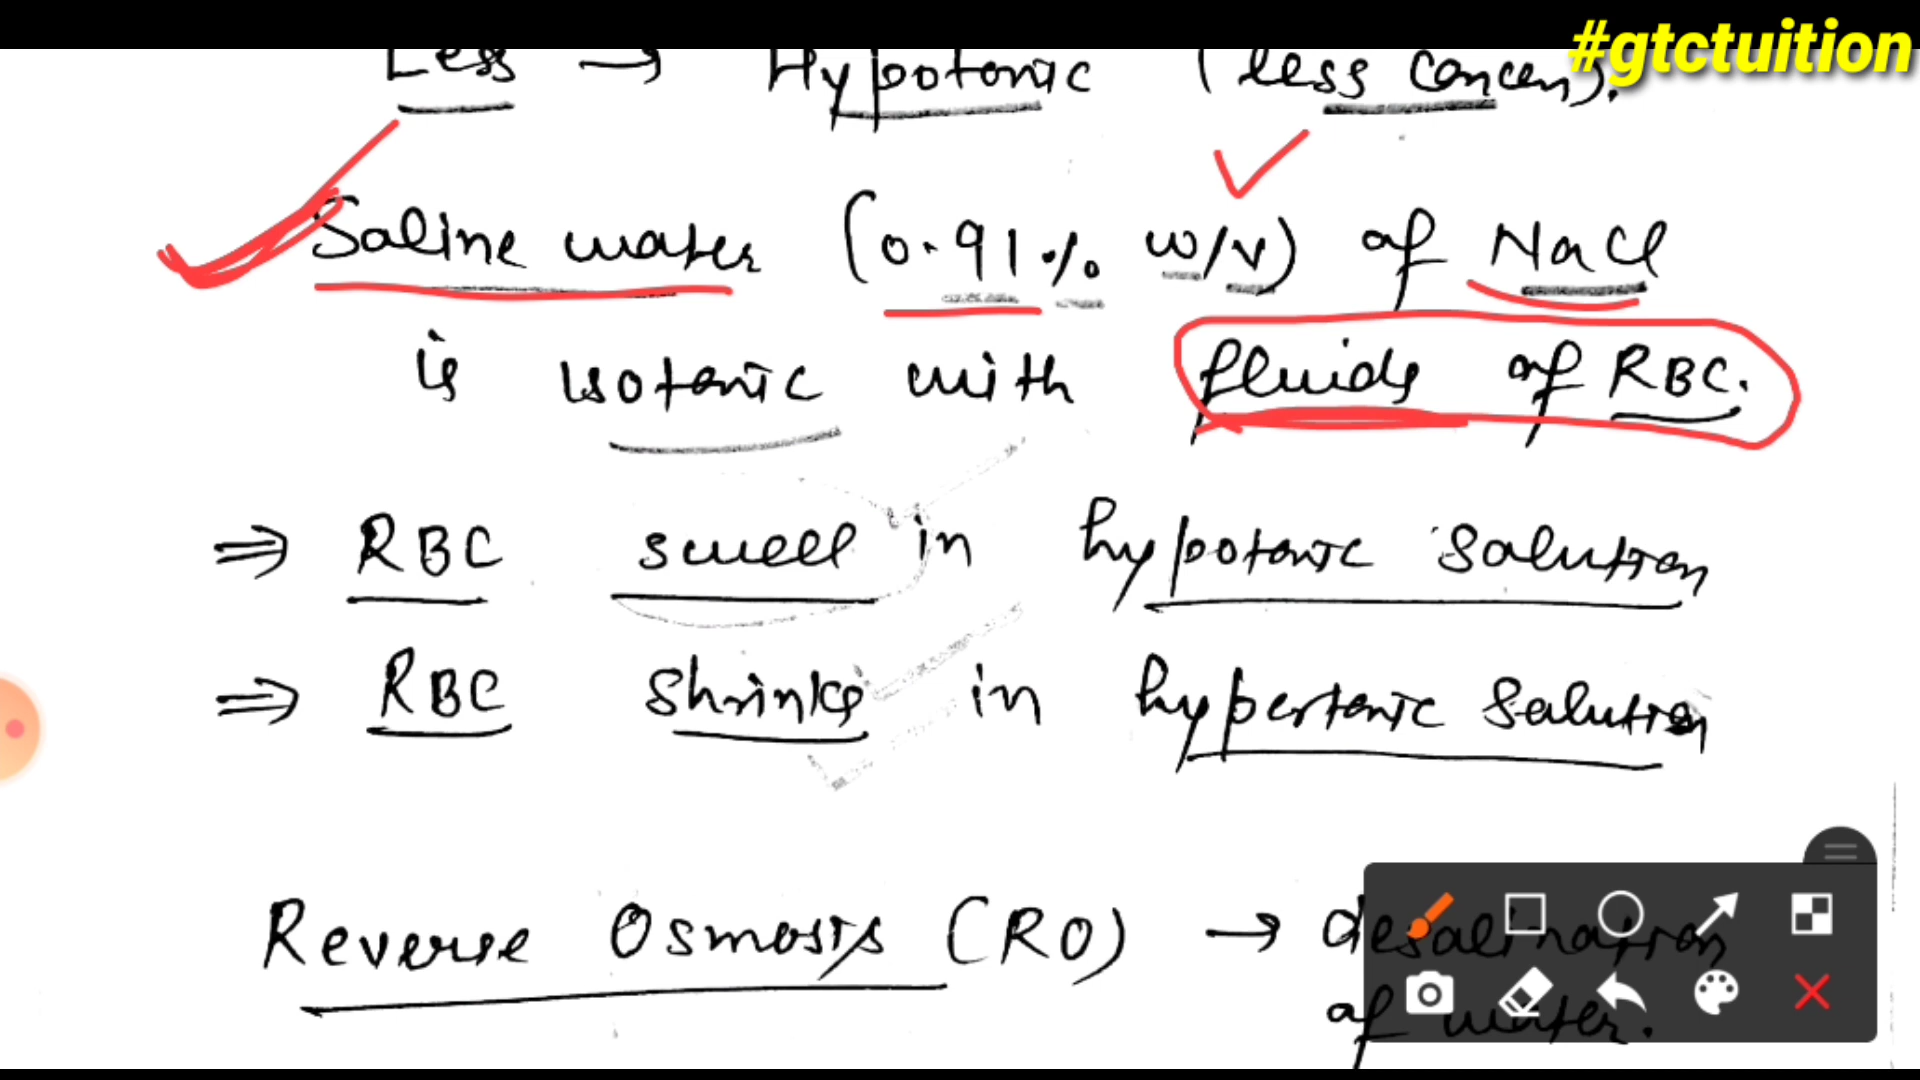 #gtctuition
Less → Hypotonic (less concen).
Saline water (0.91% w/v) of NaCl
is isotonic with fluids of RBC.
⇒ RBC swell in hypotonic solution
⇒ RBC shrinks in hypertonic solution
Reverse Osmosis (RO) → desalination
of water.